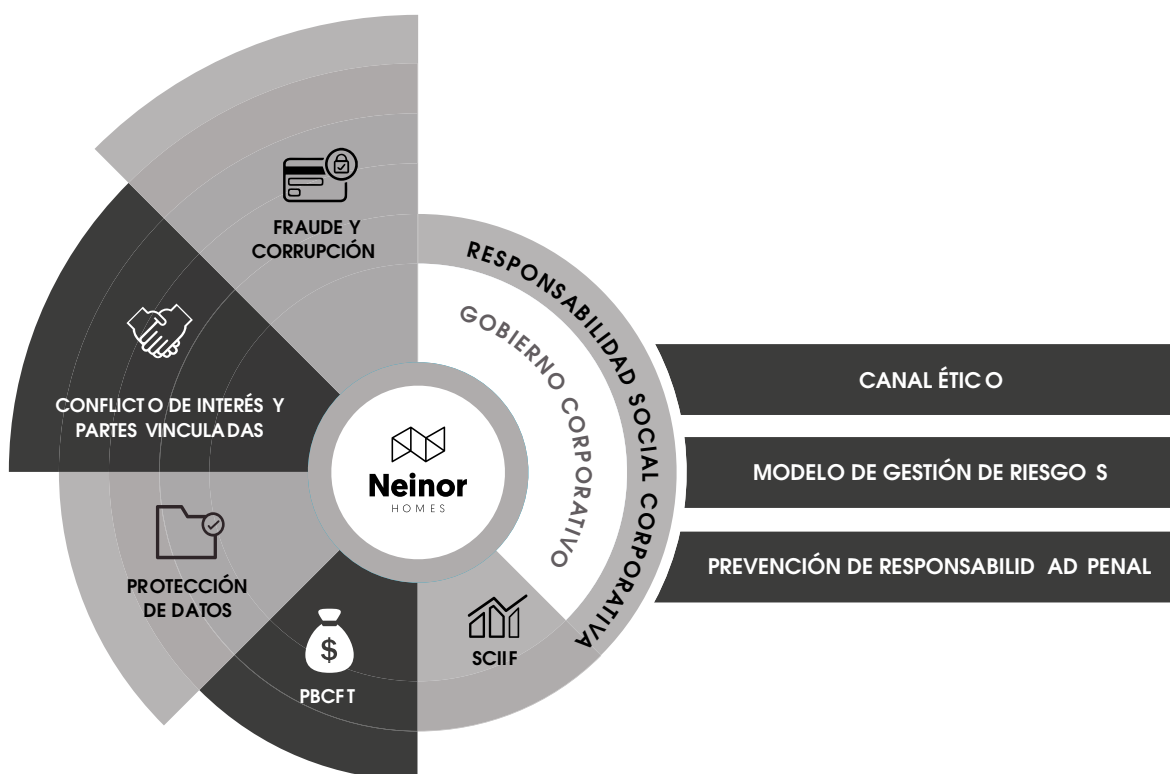 FRAUDE Y
CORRUPCIÓN
RESPONSABILIDAD SOCIAL CORPORATIVA
GOBIERNO CORPORATIVO
CONFLICTO DE INTERÉS Y
PARTES VINCULADAS
CANAL ÉTICO
MODELO DE GESTIÓN DE RIESGOS
Neinor
HOMES
PREVENCIÓN DE RESPONSABILIDAD PENAL
PROTECCIÓN
DE DATOS
$
PBCFT
SCIIF